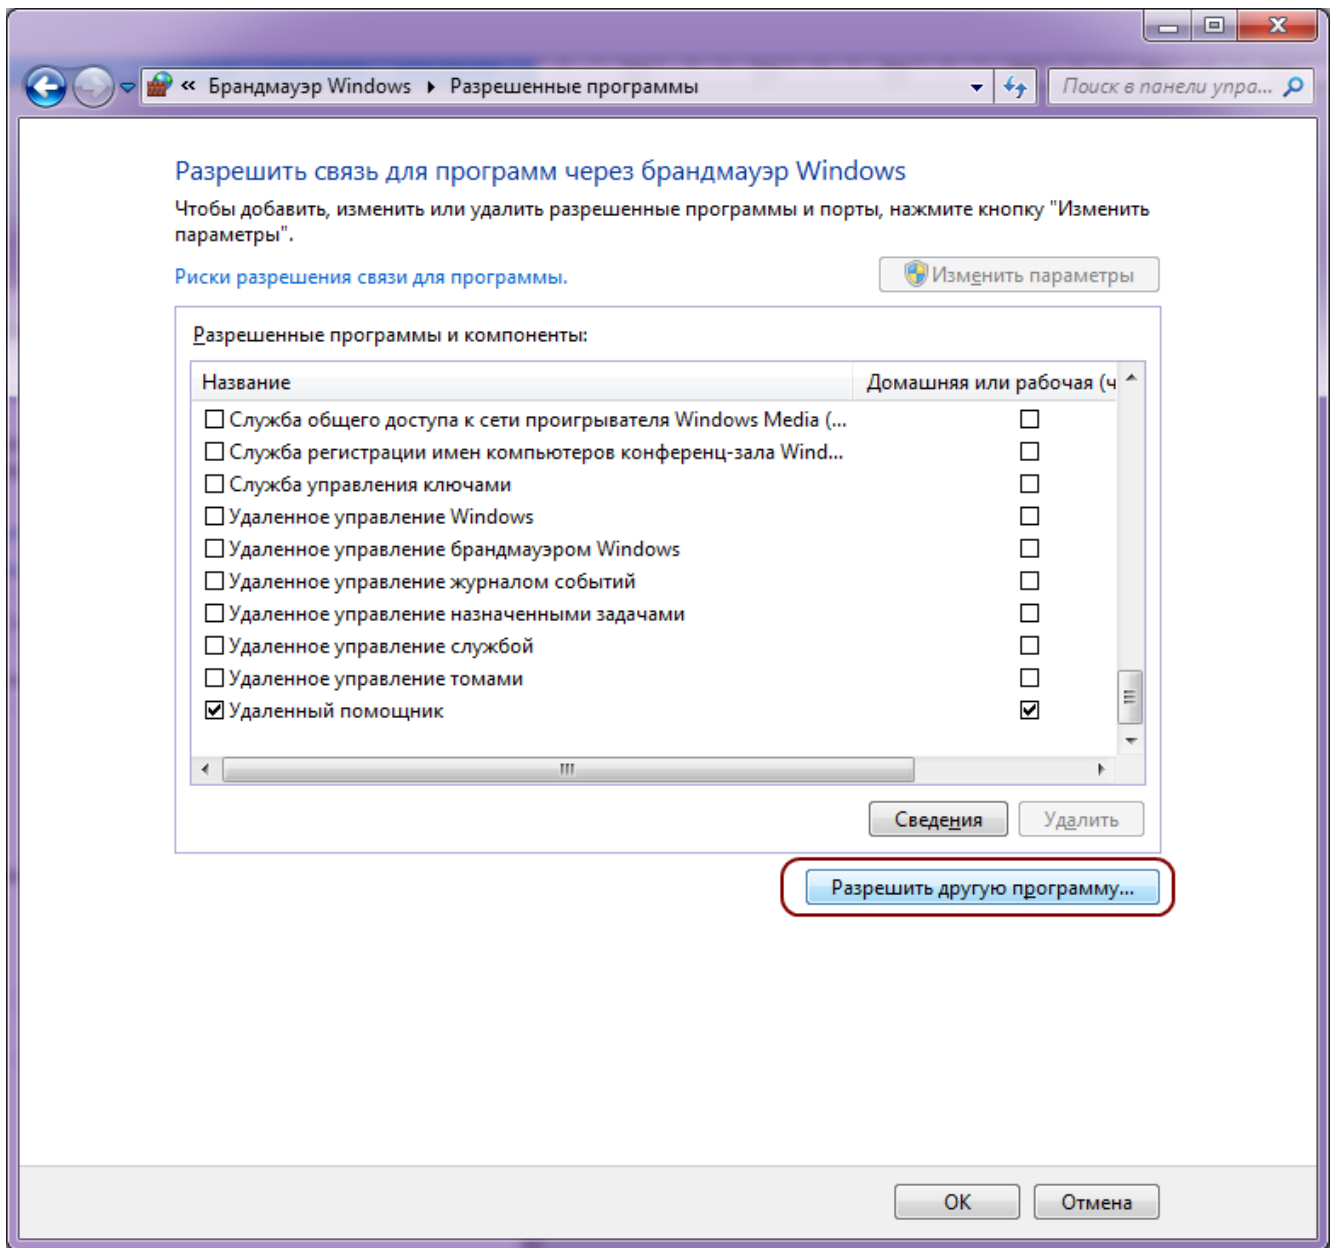 « Брандмауэр Windows Разрешенные программы
Поиск в панели упра...
Разрешить связь для программ через брандмауэр Windows
Чтобы добавить, изменить или удалить разрешенные программы и порты, нажмите кнопку "Изменить
параметры".
Риски разрешения связи для программы.
Изменить параметры
Разрешенные программы и компоненты:
Название Домашняя или рабочая (ч
Служба общего доступа к сети проигрывателя Windows Media (...
Служба регистрации имен компьютеров конференц-зала Wind...
Служба управления ключами
Удаленное управление Windows
Удаленное управление брандмауэром Windows
Удаленное управление журналом событий
Удаленное управление назначенными задачами
Удаленное управление службой
Удаленное управление томами
Удаленный помощник
Сведения Удалить
Разрешить другую программу...
ОК Отмена